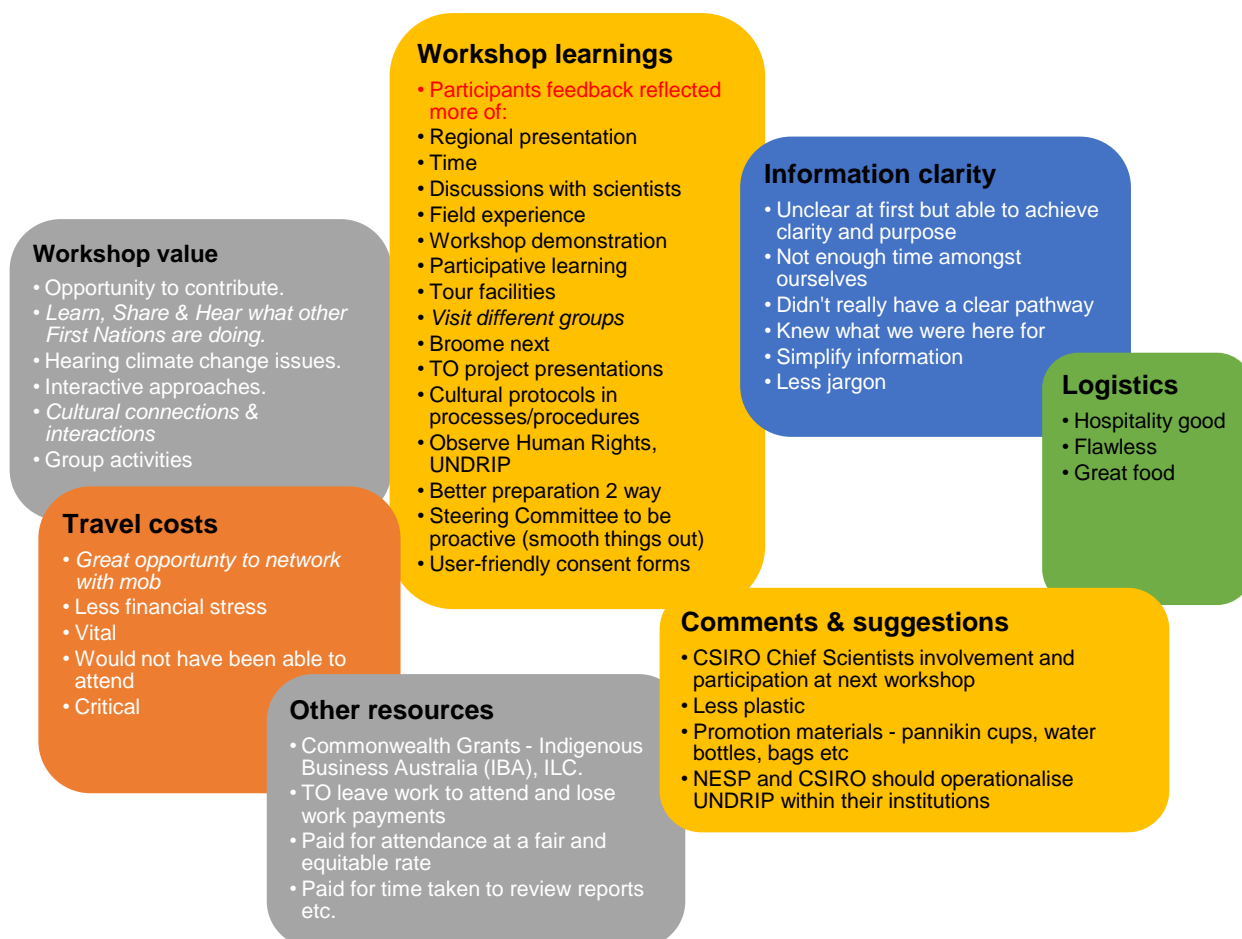 Workshop learnings
• Participants feedback reflected
more of:
• Regional presentation
• Time
• Discussions with scientists
• Field experience
• Workshop demonstration
• Participative learning
• Tour facilities
• Visit different groups
• Broome next
• TO project presentations
• Cultural protocols in
processes/procedures
• Observe Human Rights,
UNDRIP
• Better preparation 2 way
• Steering Committee to be
proactive (smooth things out)
• User-friendly consent forms
Information clarity
• Unclear at first but able to achieve
clarity and purpose
• Not enough time amongst
ourselves
• Didn't really have a clear pathway
• Knew what we were here for
• Simplify information
• Less jargon
Workshop value
• Opportunity to contribute.
• Learn, Share & Hear what other
First Nations are doing.
• Hearing climate change issues.
• Interactive approaches.
• Cultural connections &
interactions
• Group activities
Logistics
• Hospitality good
• Flawless
• Great food
Travel costs
• Great opportunty to network
with mob
• Less financial stress
• Vital
• Would not have been able to
attend
• Critical
Comments & suggestions
• CSIRO Chief Scientists involvement and
participation at next workshop
• Less plastic
• Promotion materials - pannikin cups, water
bottles, bags etc
• NESP and CSIRO should operationalise
UNDRIP within their institutions
Other resources
• Commonwealth Grants - Indigenous
Business Australia (IBA), ILC.
• TO leave work to attend and lose
work payments
• Paid for attendance at a fair and
equitable rate
• Paid for time taken to review reports
etc.